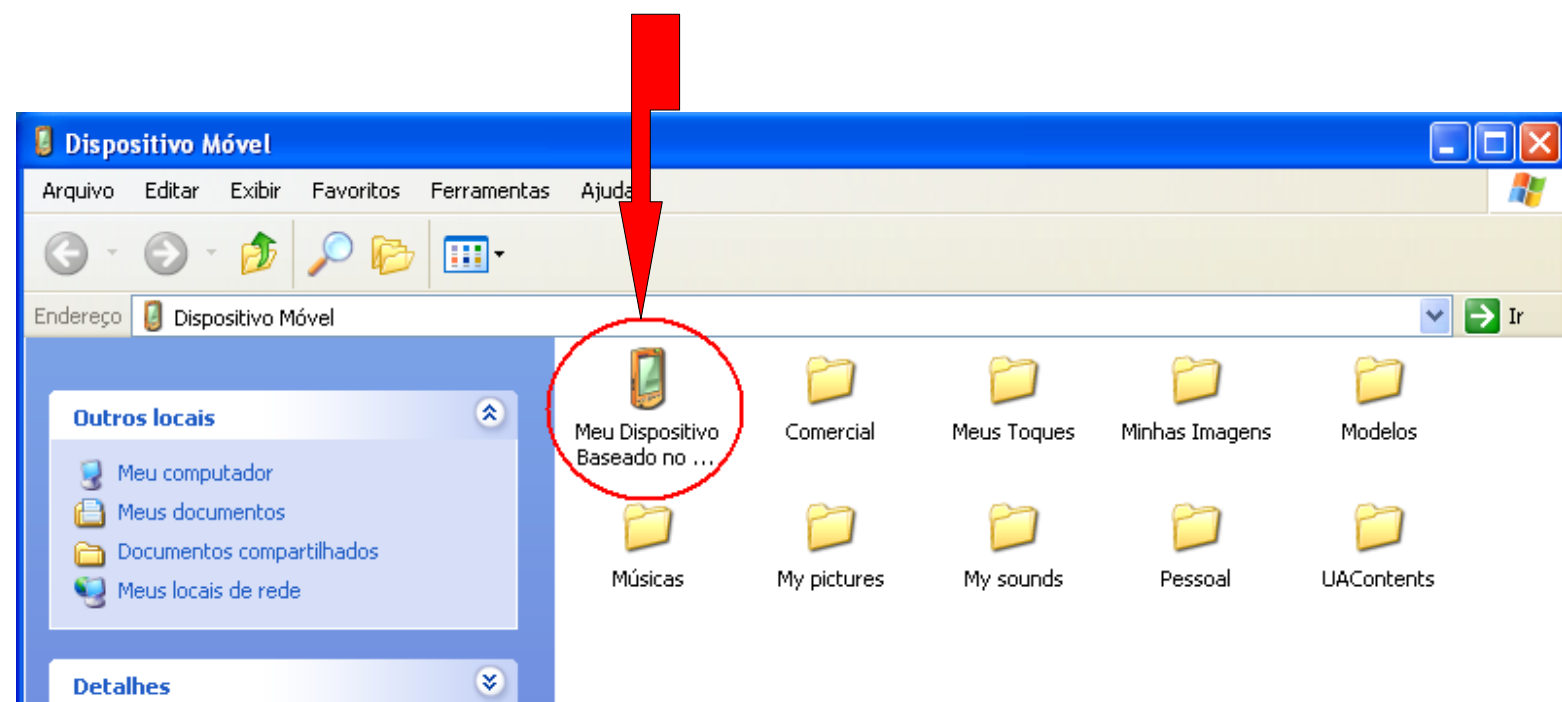 Dispositivo Móvel
Arquivo Editar Exibir Favoritos Ferramentas Ajuda
Endereço Dispositivo Móvel Ir
Outros locais
Meu computador
Meus documentos
Documentos compartilhados
Meus locais de rede
Detalhes
Meu Dispositivo
Baseado no ...
Comercial
Meus Toques
Minhas Imagens
Modelos
Músicas
My pictures
My sounds
Pessoal
UAContents